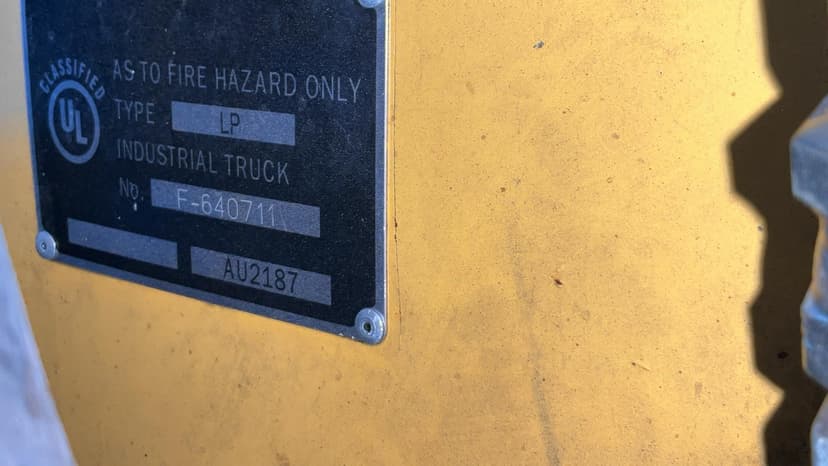 CLASSIFIED
UL
AS TO FIRE HAZARD ONLY
TYPE LP
INDUSTRIAL TRUCK
NO. F-640711
AU2187